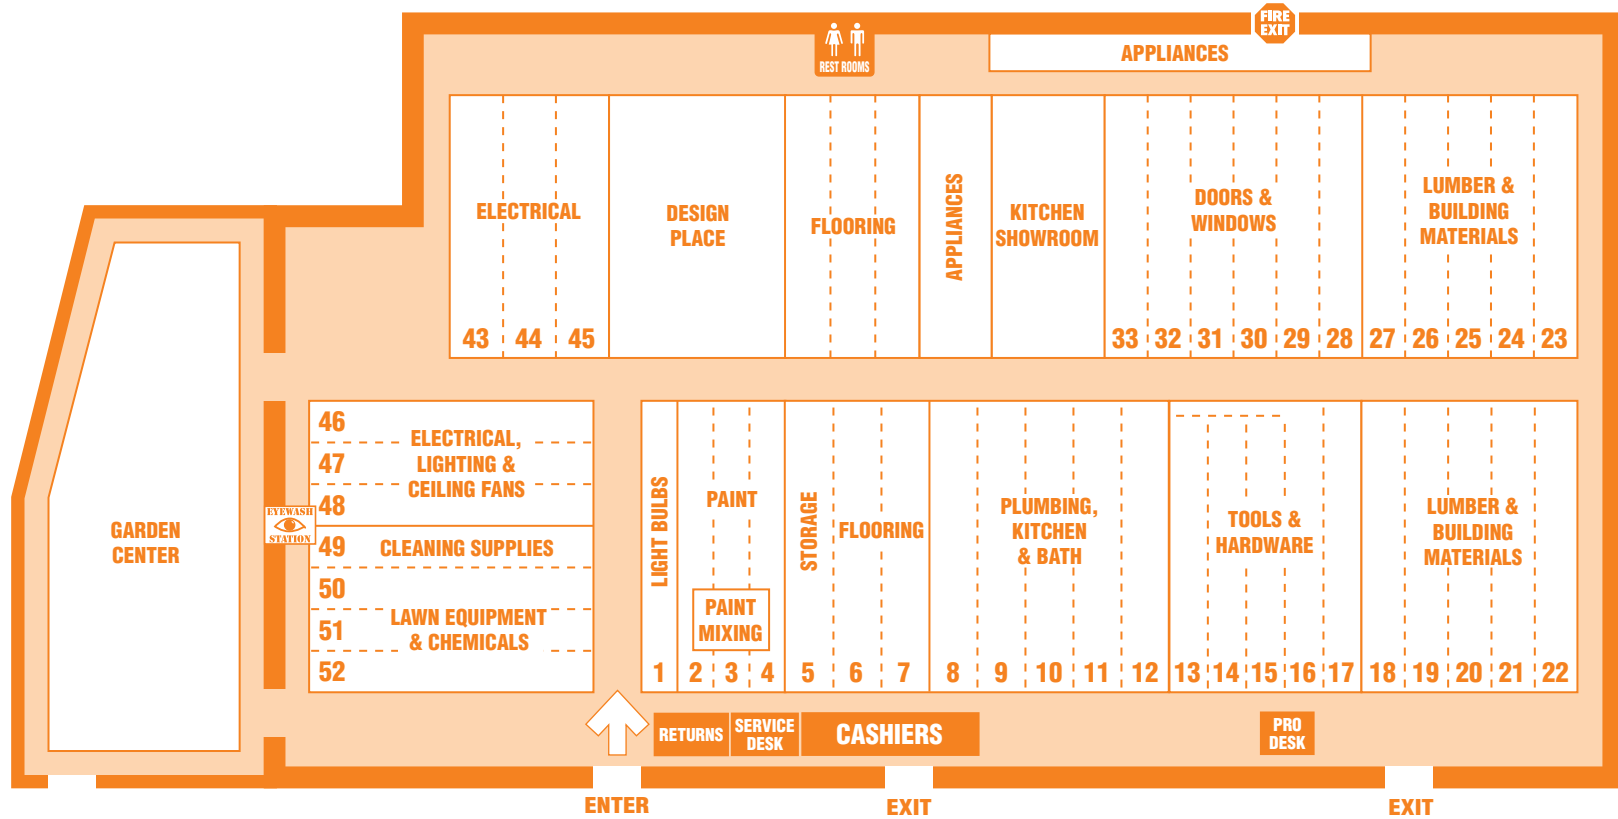 FIRE
EXIT
REST ROOMS
APPLIANCES
ELECTRICAL
DESIGN
PLACE
FLOORING
APPLIANCES
KITCHEN
SHOWROOM
DOORS &
WINDOWS
LUMBER &
BUILDING
MATERIALS
43 44 45
33 32 31 30 29 28 27 26 25 24 23
GARDEN
CENTER
46
47
48
ELECTRICAL,
LIGHTING &
CEILING FANS
EYEWASH
STATION
49 CLEANING SUPPLIES
50
51
52
LAWN EQUIPMENT
& CHEMICALS
LIGHT BULBS
PAINT
PAINT
MIXING
STORAGE
FLOORING
PLUMBING,
KITCHEN
& BATH
TOOLS &
HARDWARE
LUMBER &
BUILDING
MATERIALS
1 2 3 4 5 6 7 8 9 10 11 12 13 14 15 16 17 18 19 20 21 22
RETURNS
SERVICE
DESK
CASHIERS
PRO
DESK
ENTER
EXIT
EXIT